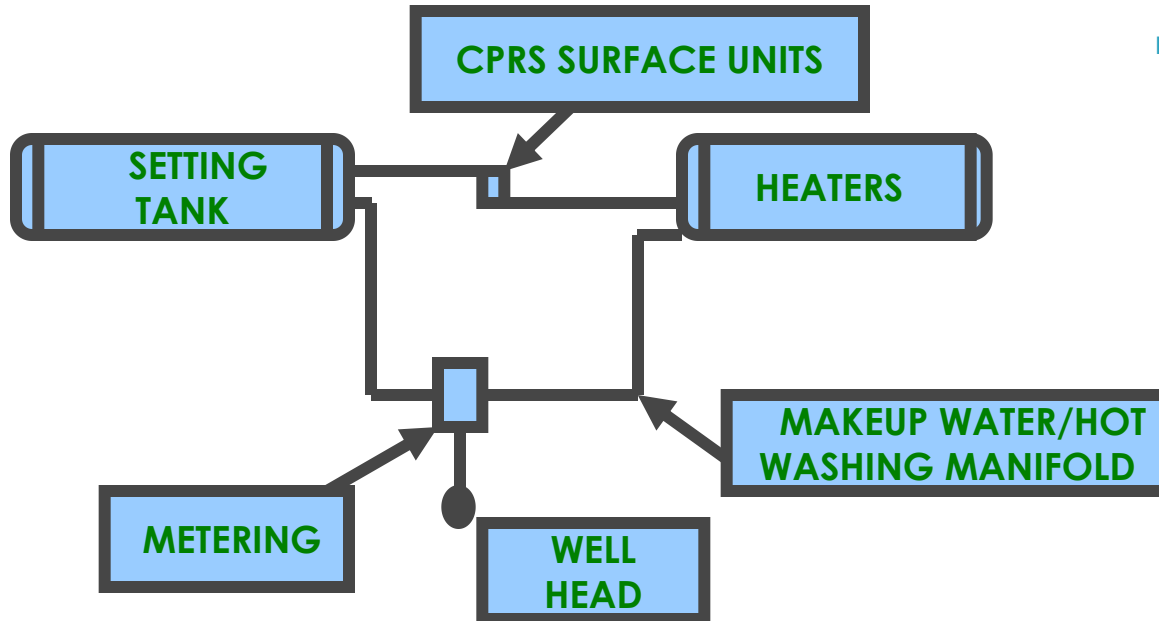 CPRS SURFACE UNITS
SETTING
TANK
HEATERS
MAKEUP WATER/HOT
WASHING MANIFOLD
METERING
WELL
HEAD